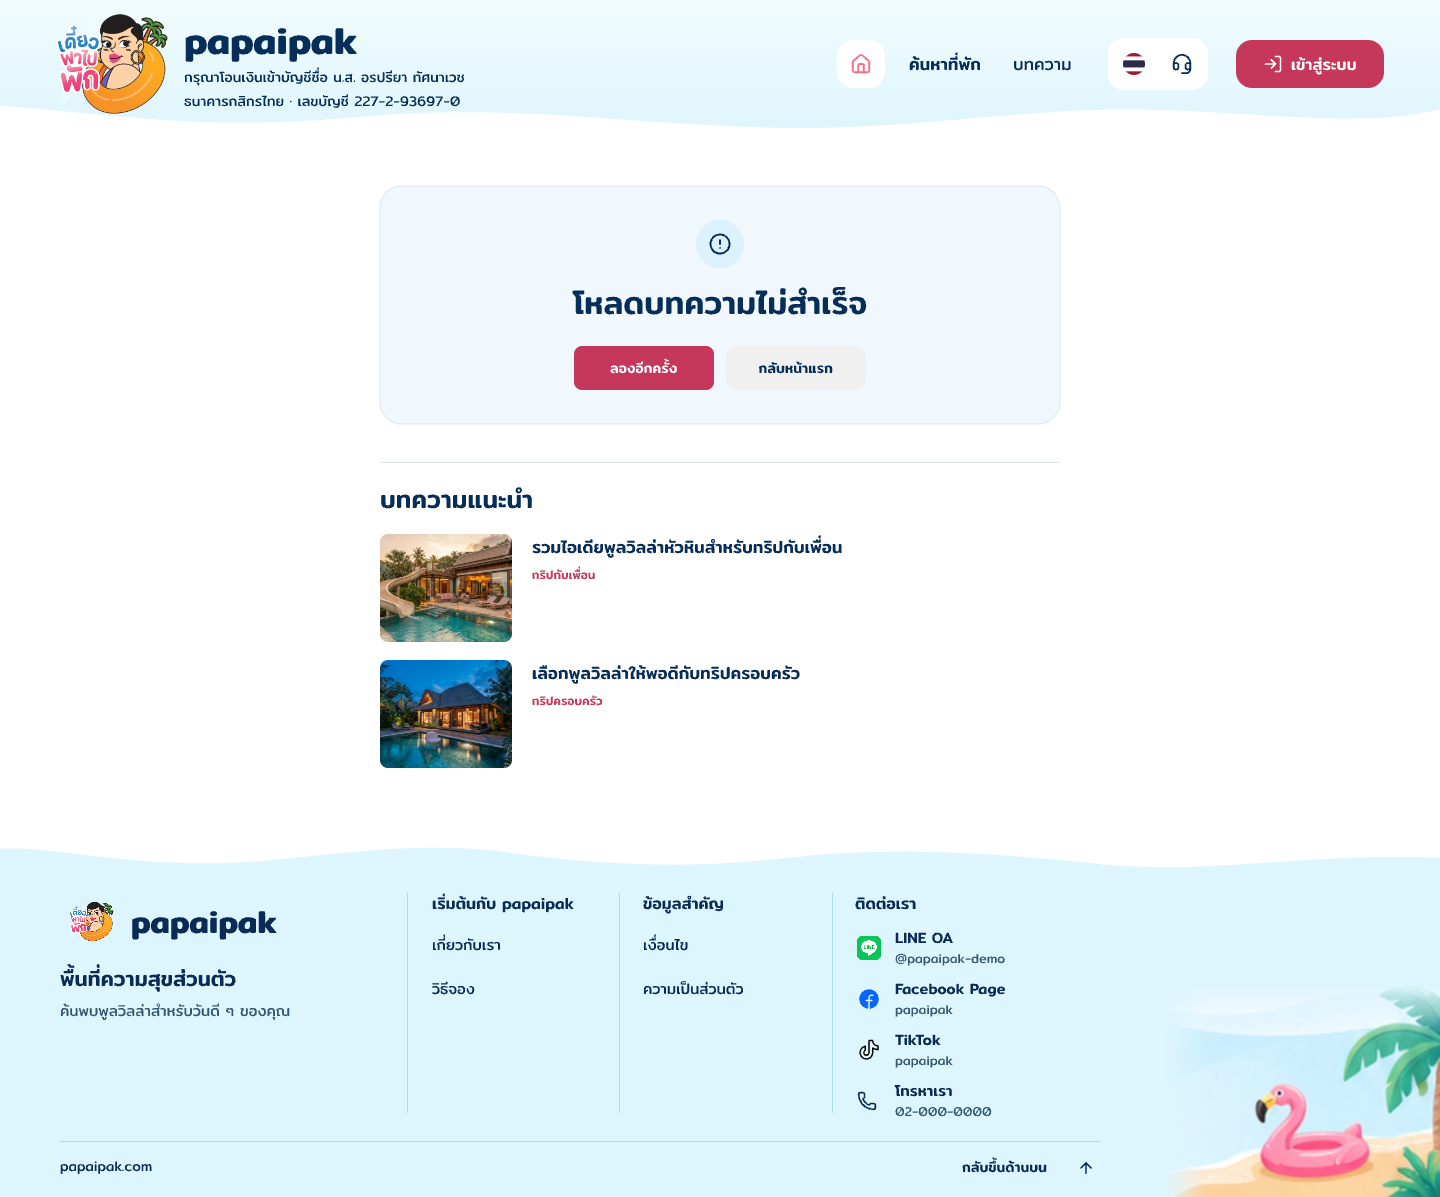 เดี๋ยว
พาไป
พัก
papaipak
กรุณาโอนเงินเข้าบัญชีชื่อ น.ส. อรปรียา ทัศนาเวช
ธนาคารกสิกรไทย · เลขบัญชี 227-2-93697-0
ค้นหาที่พัก
บทความ
เข้าสู่ระบบ
โหลดบทความไม่สำเร็จ
ลองอีกครั้ง
กลับหน้าแรก
บทความแนะนำ
รวมไอเดียพูลวิลล่าหัวหินสำหรับทริปกับเพื่อน
ทริปกับเพื่อน
เลือกพูลวิลล่าให้พอดีกับทริปครอบครัว
ทริปครอบครัว
เดี๋ยว
พาไป
พัก
papaipak
พื้นที่ความสุขส่วนตัว
ค้นพบพูลวิลล่าสำหรับวันดี ๆ ของคุณ
เริ่มต้นกับ papaipak
เกี่ยวกับเรา
วิธีจอง
ข้อมูลสำคัญ
เงื่อนไข
ความเป็นส่วนตัว
ติดต่อเรา
LINE
LINE OA
@papaipak-demo
Facebook Page
papaipak
TikTok
papaipak
โทรหาเรา
02-000-0000
papaipak.com
กลับขึ้นด้านบน